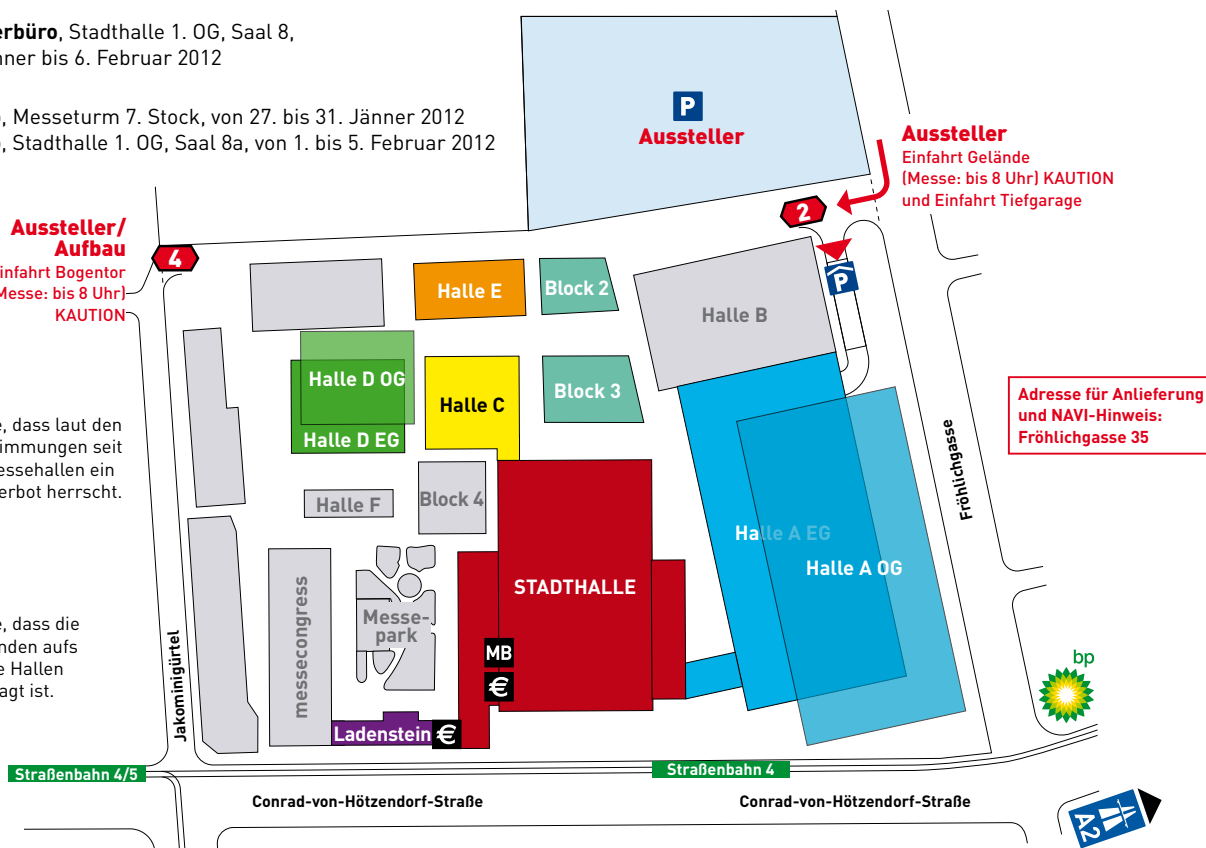 erbüro, Stadthalle 1. OG, Saal 8,
nner bis 6. Februar 2012
, Messeturm 7. Stock, von 27. bis 31. Jänner 2012
, Stadthalle 1. OG, Saal 8a, von 1. bis 5. Februar 2012
P
Aussteller
Aussteller
Einfahrt Gelände
(Messe: bis 8 Uhr) KAUTION
und Einfahrt Tiefgarage
2
P
Aussteller/
Aufbau
infahrt Bogentor
Messe: bis 8 Uhr)
KAUTION
4
Halle E
Block 2
Halle B
Halle D OG
Halle D EG
Halle C
Block 3
Adresse für Anlieferung
und NAVI-Hinweis:
Fröhlichgasse 35
e, dass laut den
timmungen seit
essehallen ein
erbot herrscht.
Halle F
Block 4
Fröhlichgasse
Halle A EG
Halle A OG
STADTHALLE
messecongress
Messe-
park
e, dass die
nden aufs
e Hallen
agt ist.
MB
€
Jakominigürtel
Ladenstein €
bp
Straßenbahn 4/5
Straßenbahn 4
Conrad-von-Hötzendorf-Straße
Conrad-von-Hötzendorf-Straße
A2